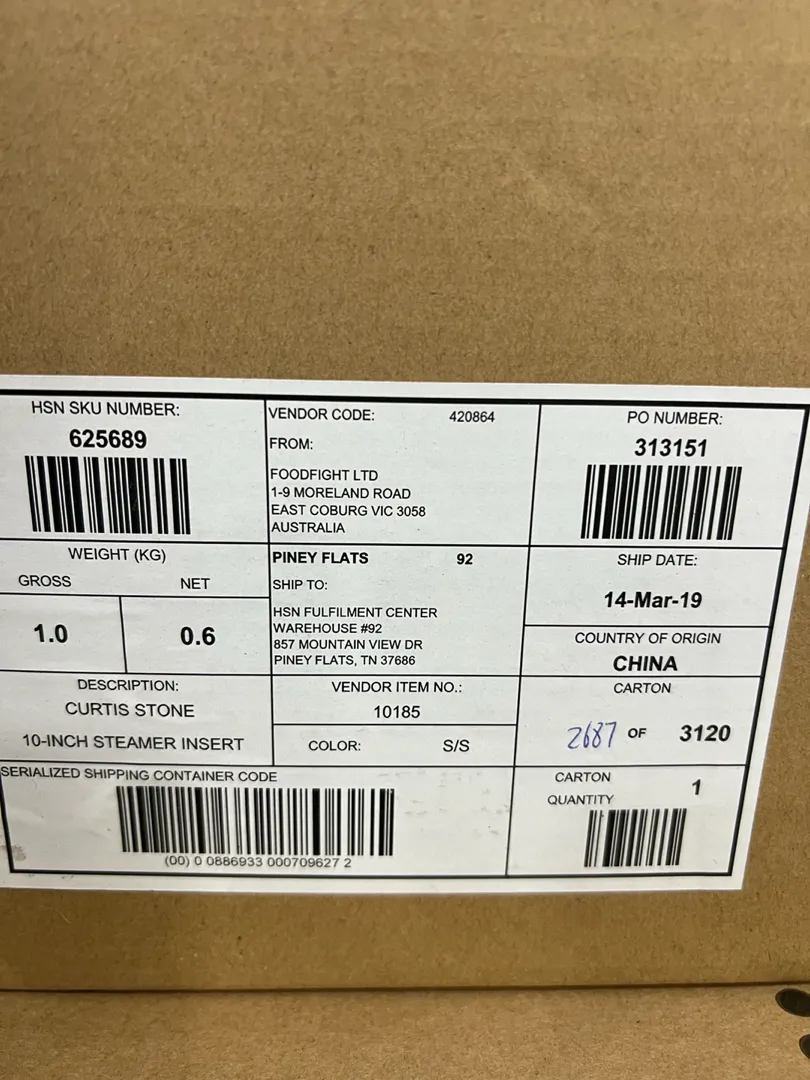 HSN SKU NUMBER:
625689
VENDOR CODE: 420864
FROM:
FOODFIGHT LTD
1-9 MORELAND ROAD
EAST COBURG VIC 3058
AUSTRALIA
PO NUMBER:
313151
WEIGHT (KG)
GROSS NET
1.0 0.6
PINEY FLATS 92
SHIP TO:
HSN FULFILMENT CENTER
WAREHOUSE #92
857 MOUNTAIN VIEW DR
PINEY FLATS, TN 37686
SHIP DATE:
14-Mar-19
COUNTRY OF ORIGIN
CHINA
DESCRIPTION:
CURTIS STONE
10-INCH STEAMER INSERT
VENDOR ITEM NO.:
10185
COLOR: S/S
CARTON
2687 OF 3120
SERIALIZED SHIPPING CONTAINER CODE
(00) 0 0886933 000709627 2
CARTON
QUANTITY 1